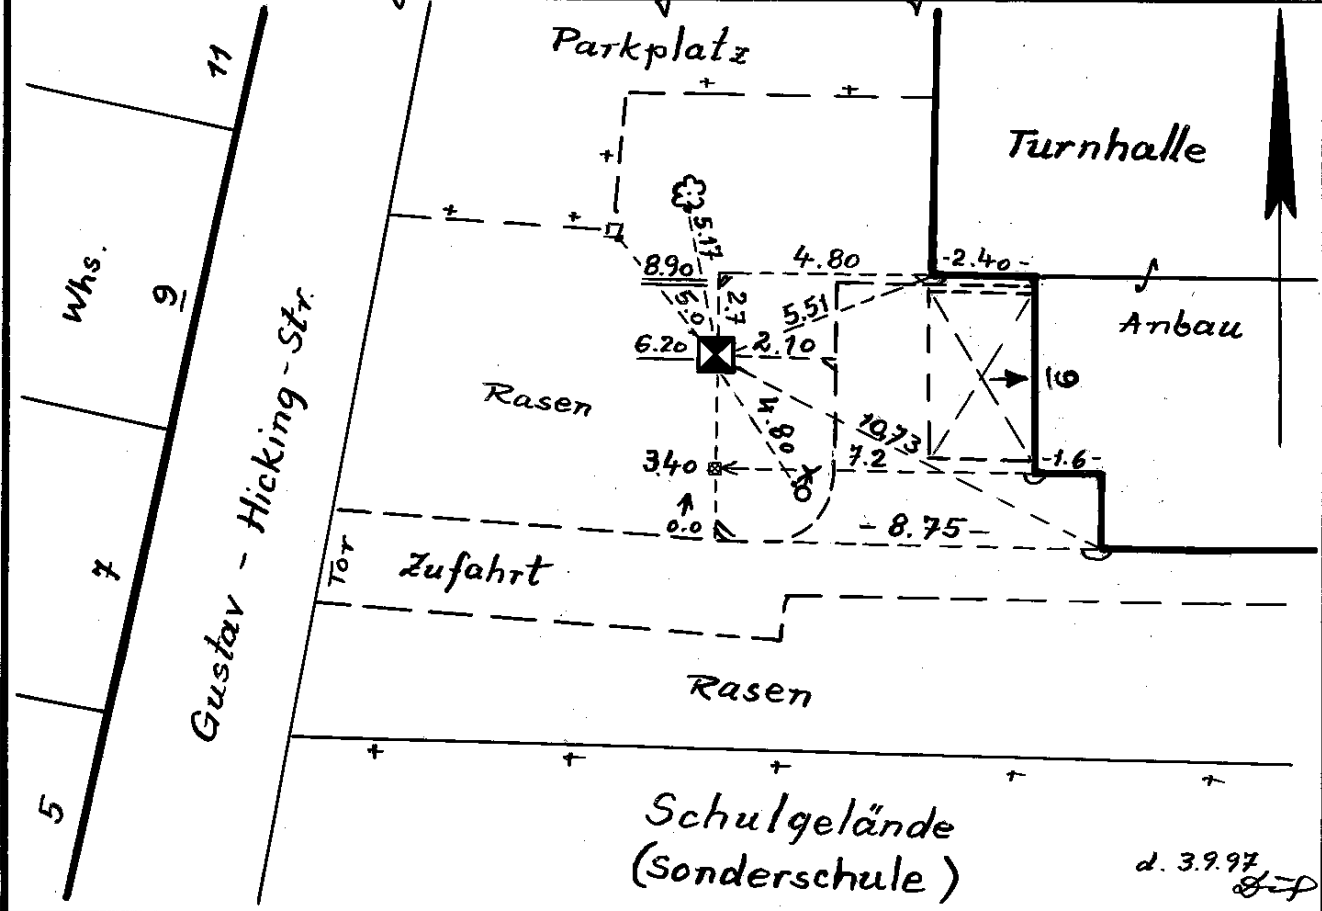 Parkplatz
11
Turnhalle
5.17
4.80
-2.40-
8.90
5.0
2.7
5.51
Whs.
9
Anbau
6.20
2.10
Rasen
4.80
10,73
3.40
7.2
-1.6-
0.0
-8.75-
Tor
Zufahrt
7
Gustav-Hicking-Str.
Rasen
5
Schulgelände
(Sonderschule)
d. 3.9.97